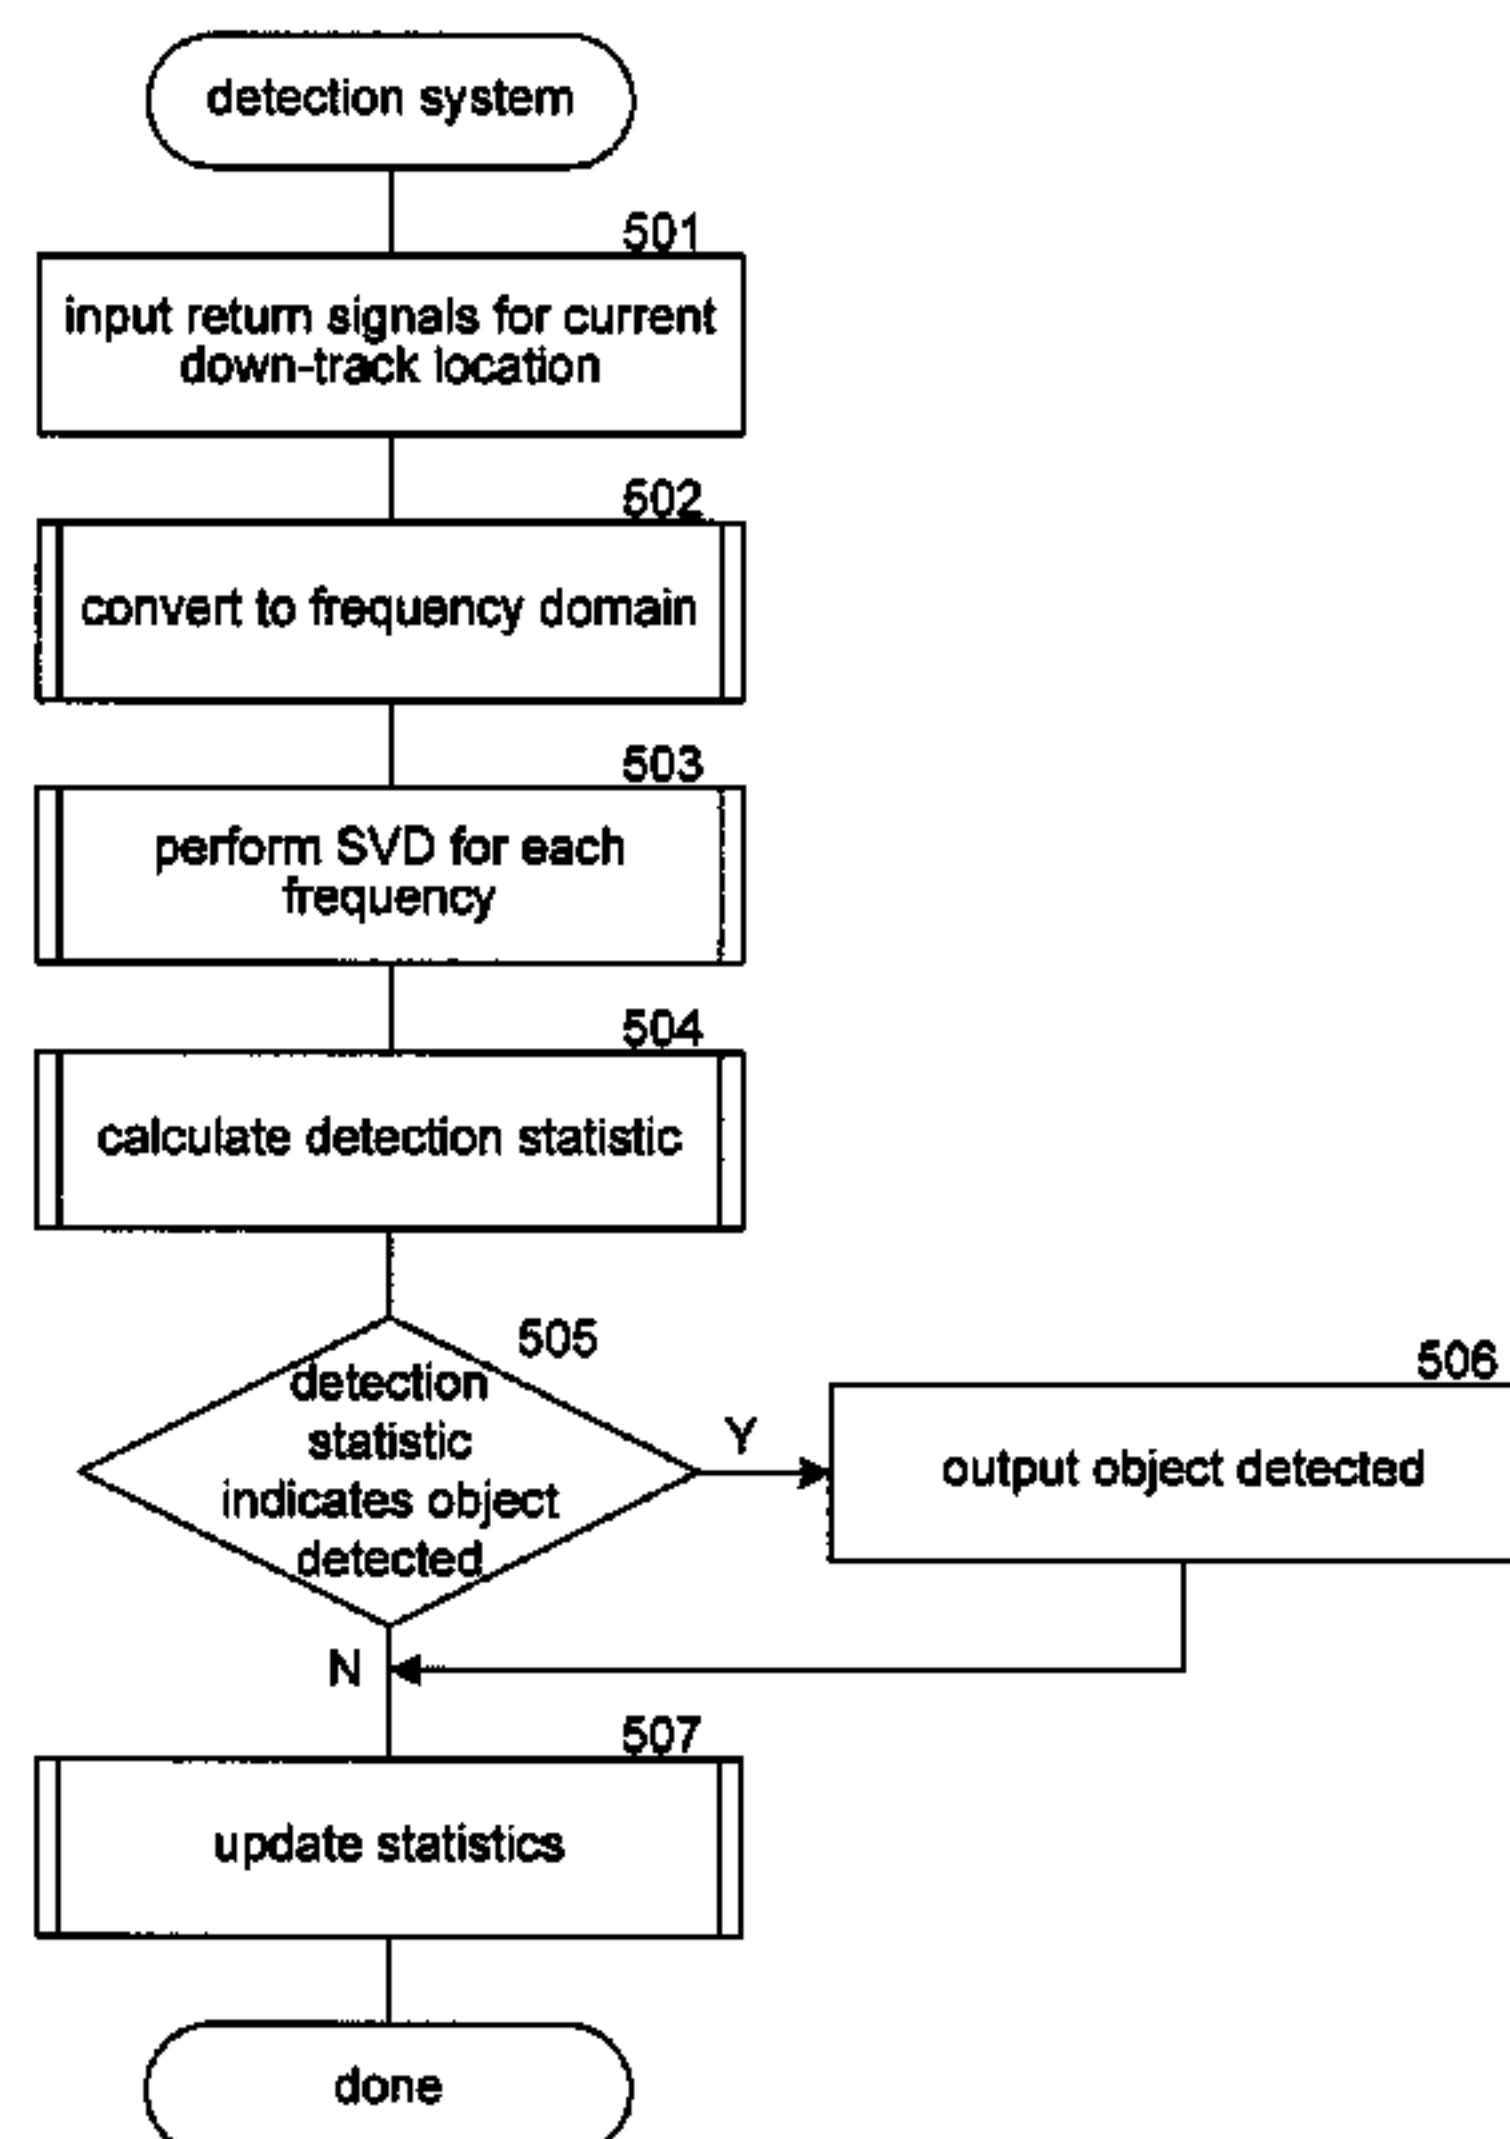 detection system
501
input return signals for current
down-track location
502
convert to frequency domain
503
perform SVD for each
frequency
504
calculate detection statistic
505
detection
statistic
indicates object
detected
Y
506
output object detected
N
507
update statistics
done